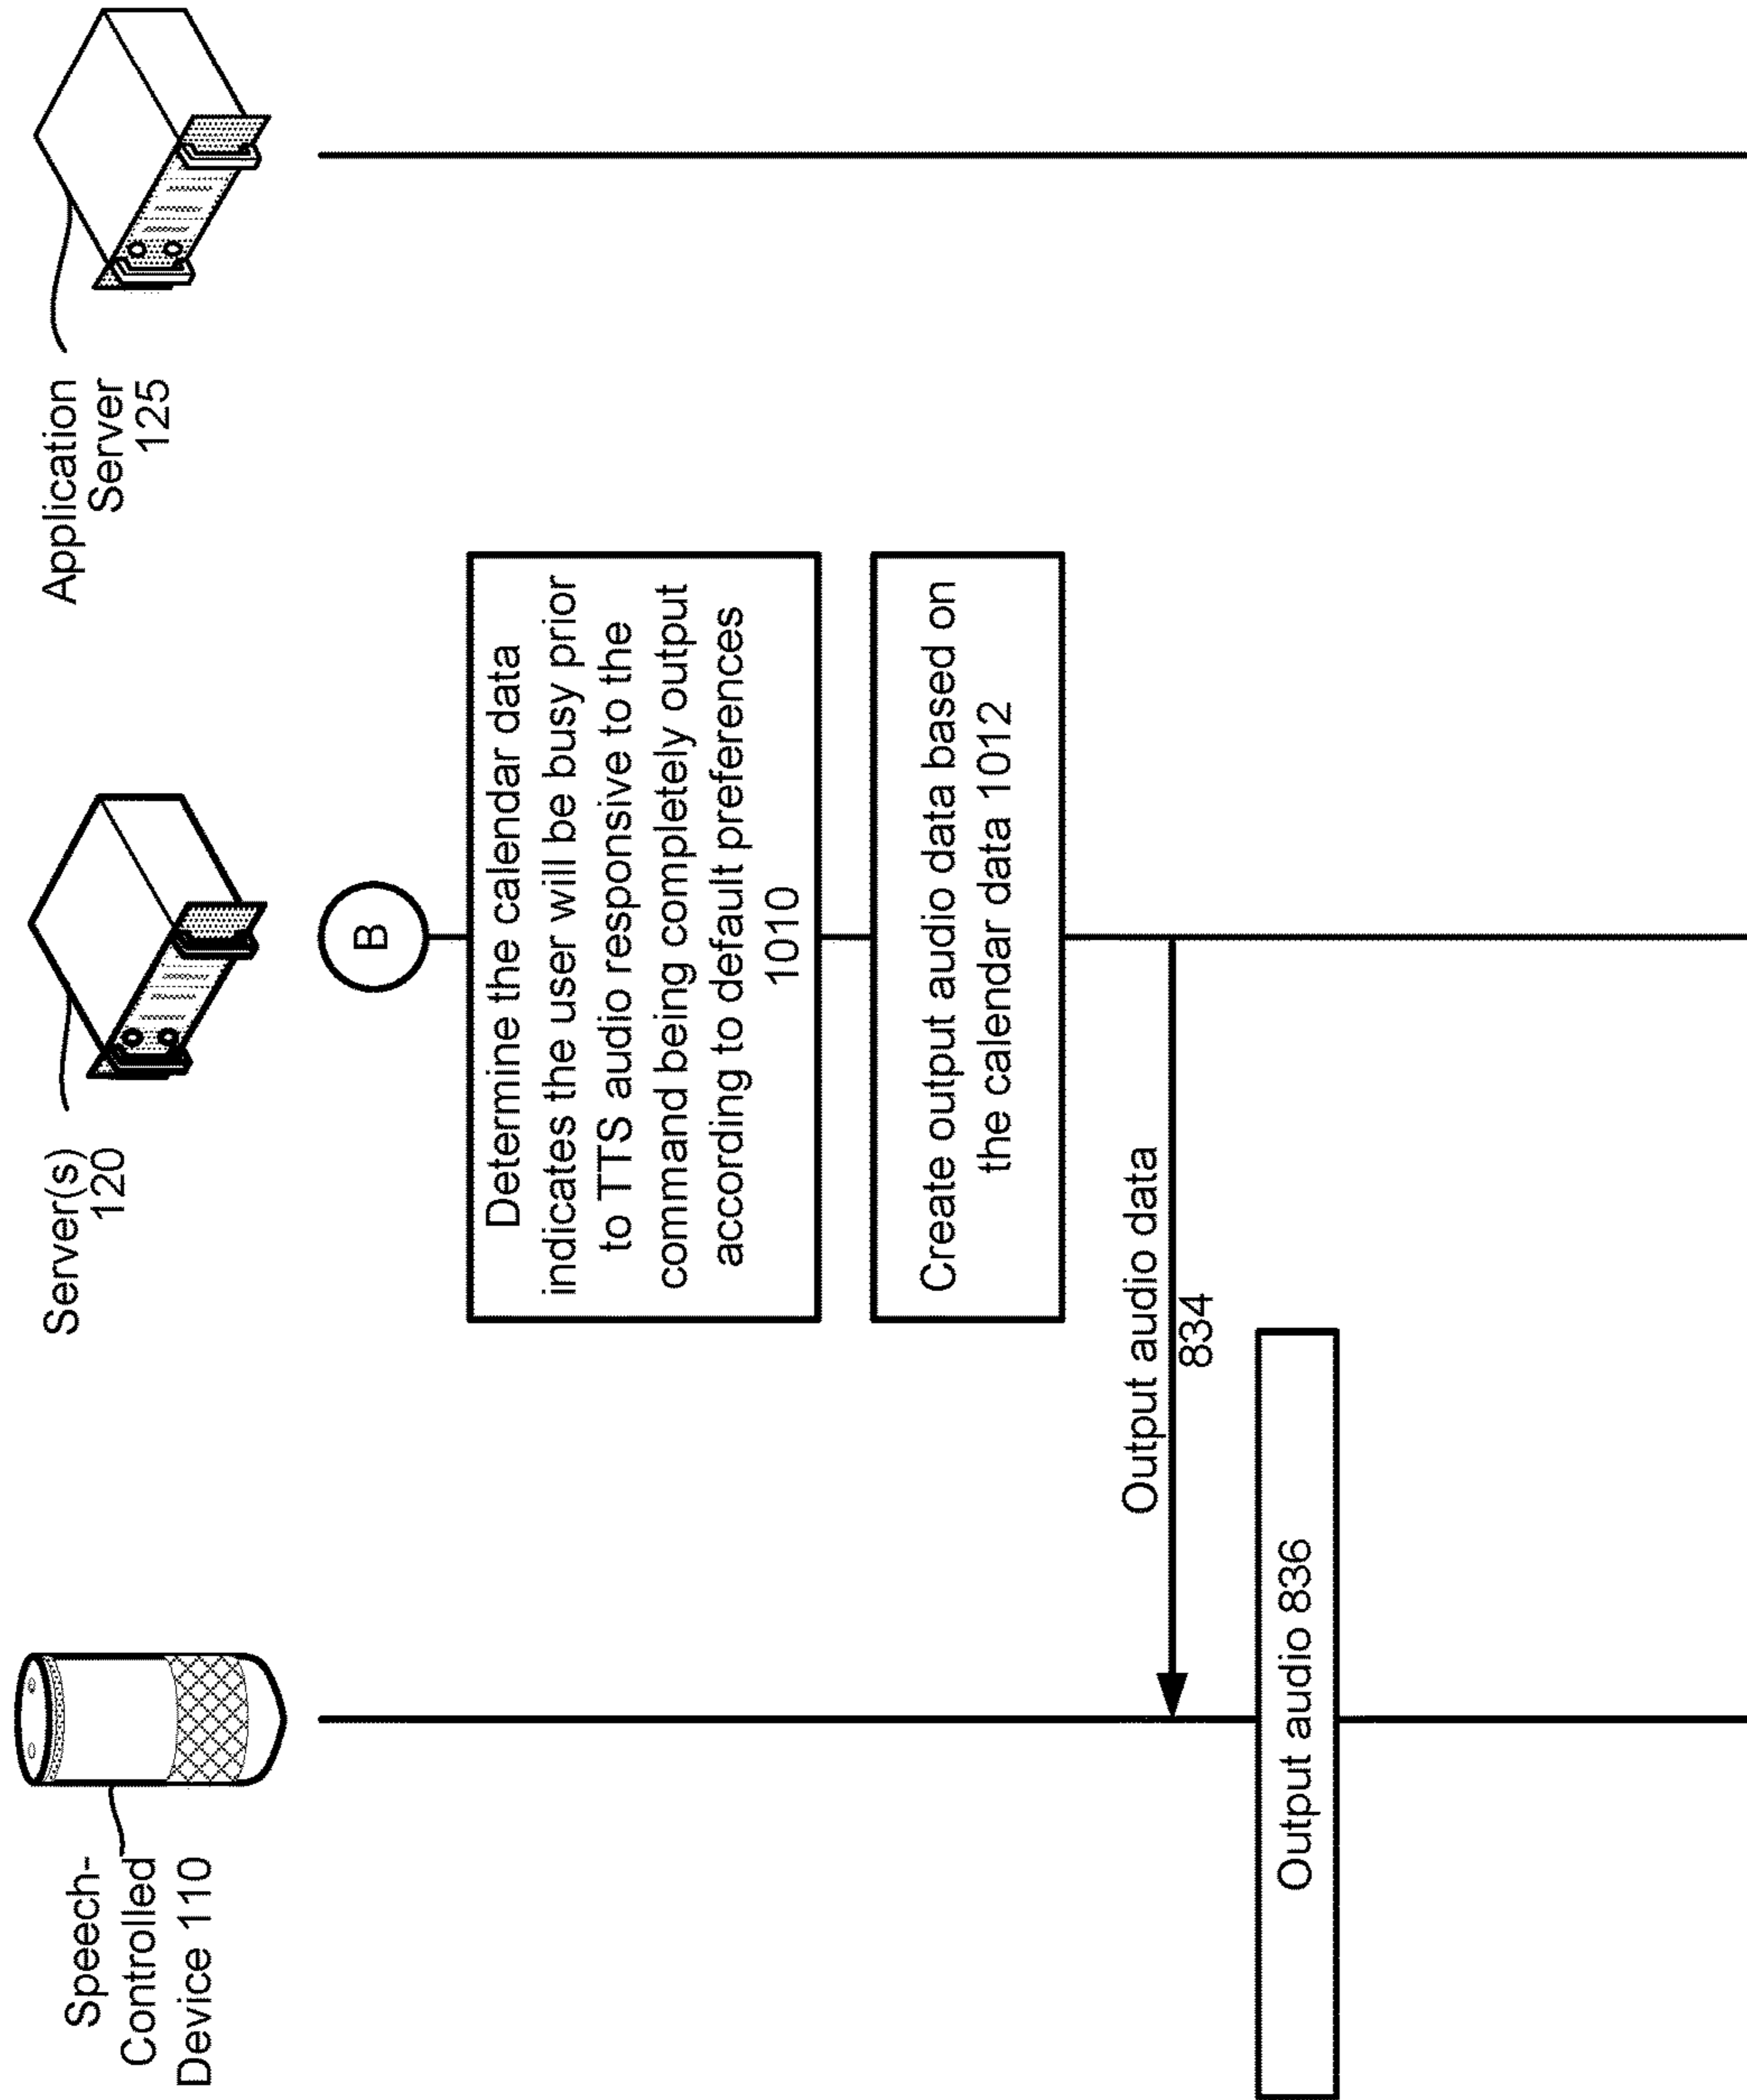 Speech-
Controlled
Device 110
Server(s)
120
Application
Server
125
B
Determine the calendar data
indicates the user will be busy prior
to TTS audio responsive to the
command being completely output
according to default preferences
1010
Create output audio data based on
the calendar data 1012
Output audio data
834
Output audio 836